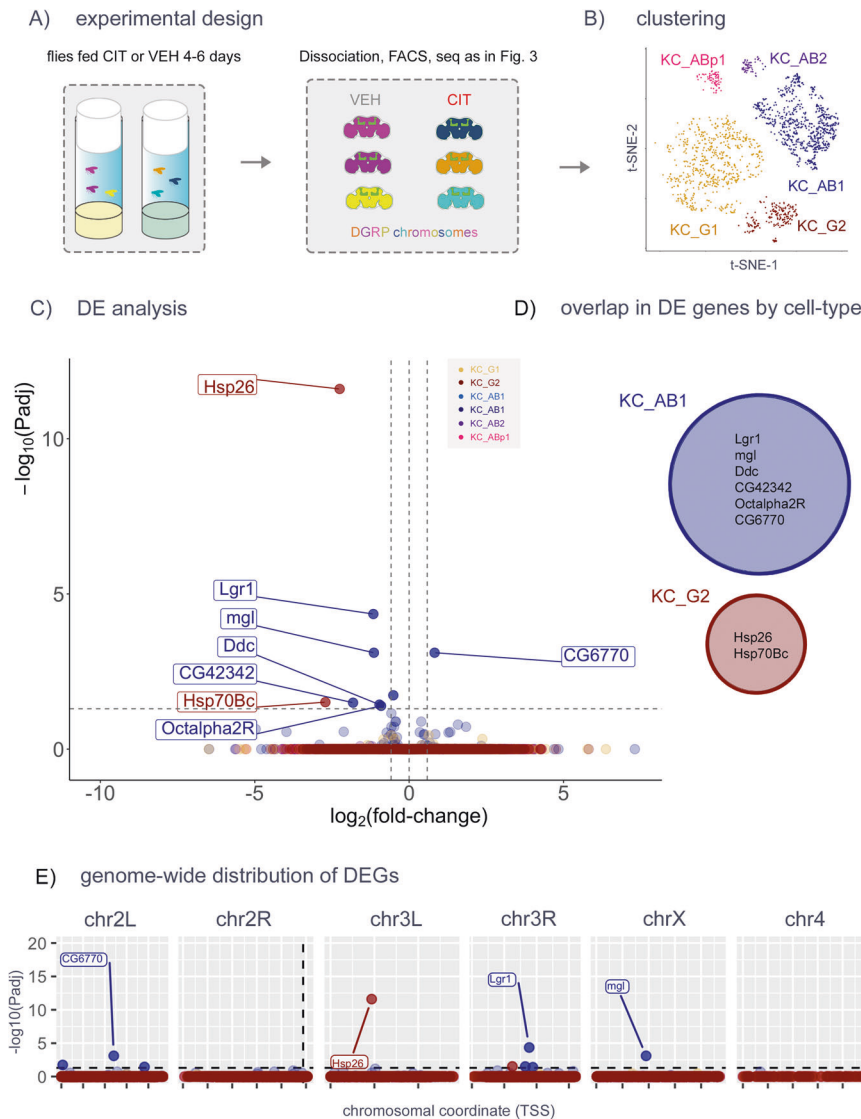 A) experimental design
flies fed CIT or VEH 4-6 days
Dissociation, FACS, seq as in Fig. 3
VEH CIT
DGRP chromosomes
B) clustering
KC_ABp1 KC_AB2
KC_AB1
KC_G1 KC_G2
t-SNE-2
t-SNE-1
C) DE analysis
Hsp26
KC_G1
KC_G2
KC_AB1
KC_AB1
KC_AB2
KC_ABp1
Lgr1
mgl
Ddc
CG42342
Hsp70Bc
Octalpha2R
CG6770
−log10(Padj)
10
5
0
-10 -5 0 5
log2(fold-change)
D) overlap in DE genes by cell-type
KC_AB1
Lgr1
mgl
Ddc
CG42342
Octalpha2R
CG6770
KC_G2
Hsp26
Hsp70Bc
E) genome-wide distribution of DEGs
chr2L chr2R chr3L chr3R chrX chr4
-log10(Padj)
20
15
10
5
0
CG6770
Hsp26
Lgr1
mgl
chromosomal coordinate (TSS)